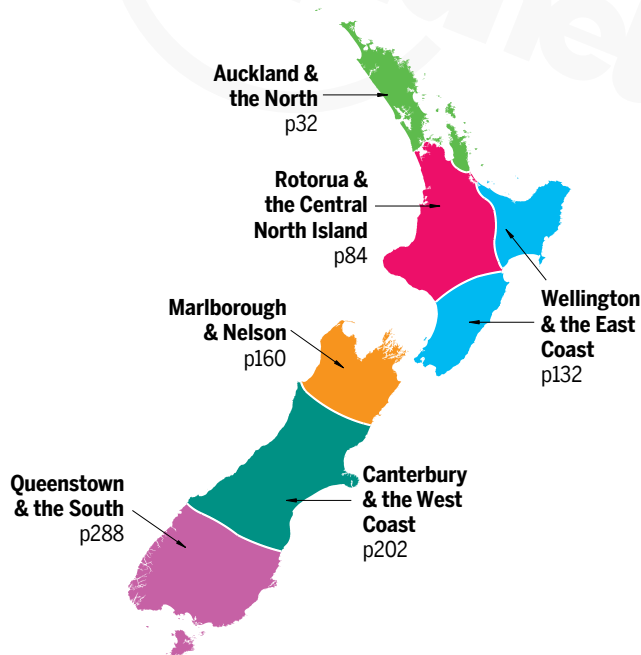 Auckland &
the North
p32
Rotorua &
the Central
North Island
p84
Wellington
& the East
Coast
p132
Marlborough
& Nelson
p160
Canterbury
& the West
Coast
p202
Queenstown
& the South
p288